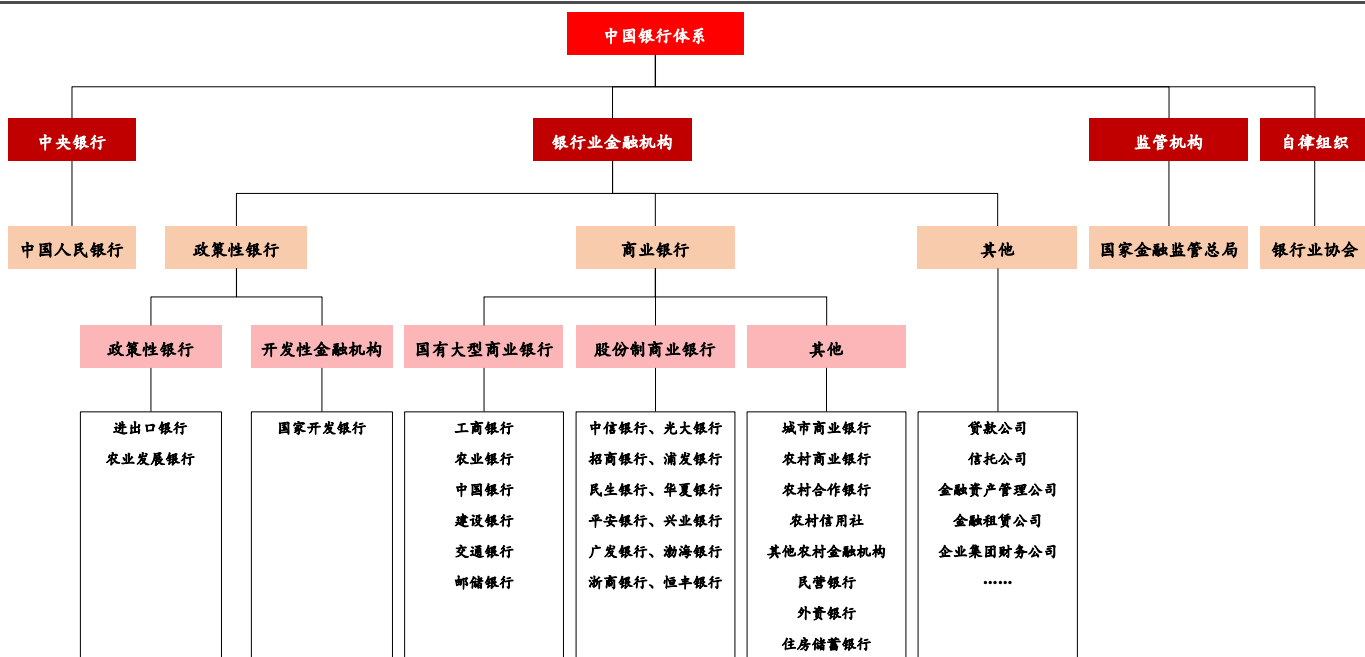 中国银行体系
中央银行
银行业金融机构
监管机构
自律组织
中国人民银行
政策性银行
商业银行
其他
国家金融监管总局
银行业协会
政策性银行
开发性金融机构
国有大型商业银行
股份制商业银行
其他
进出口银行
农业发展银行
国家开发银行
工商银行
农业银行
中国银行
建设银行
交通银行
邮储银行
中信银行、光大银行
招商银行、浦发银行
民生银行、华夏银行
平安银行、兴业银行
广发银行、渤海银行
浙商银行、恒丰银行
城市商业银行
农村商业银行
农村合作银行
农村信用社
其他农村金融机构
民营银行
外资银行
住房储蓄银行
贷款公司
信托公司
金融资产管理公司
金融租赁公司
企业集团财务公司
……